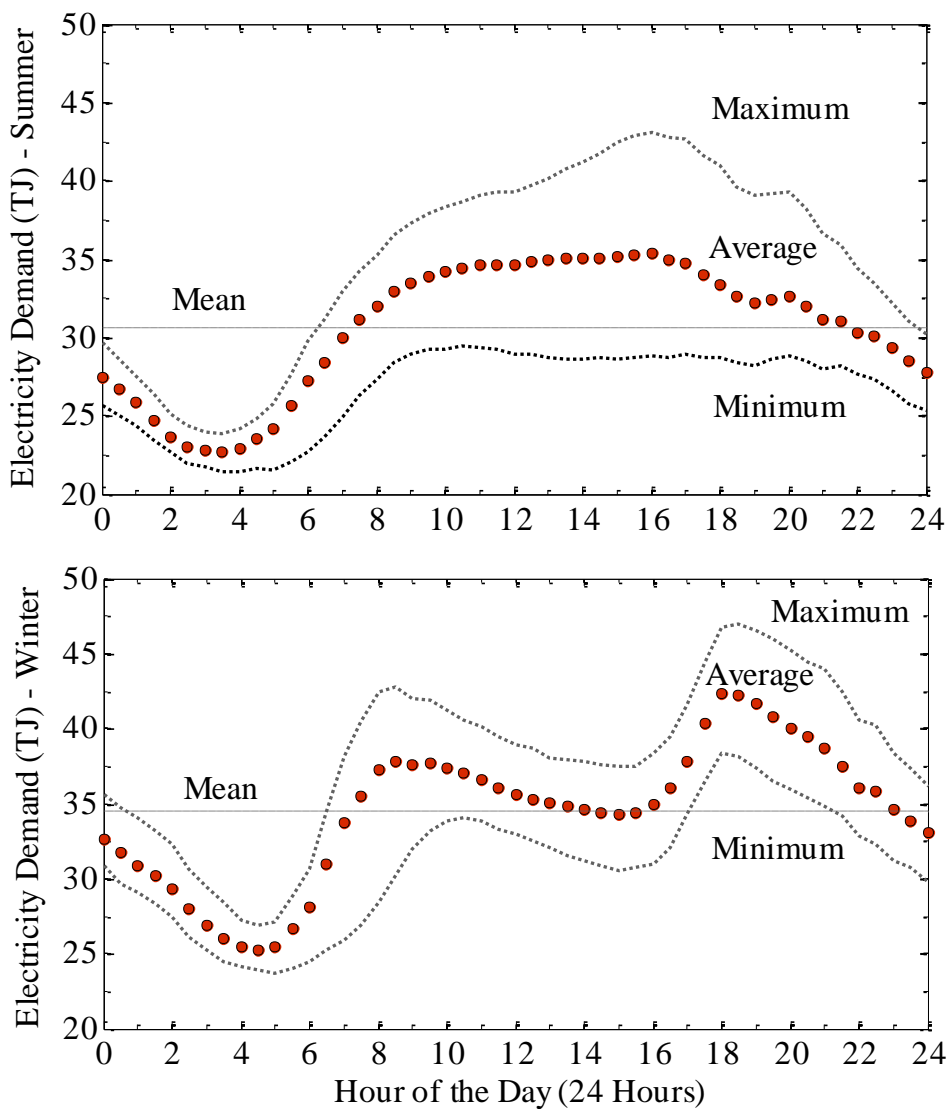 Electricity Demand (TJ) - Summer
50
45
40
35
30
25
20
Maximum
Average
Mean
Minimum
0 2 4 6 8 10 12 14 16 18 20 22 24
Electricity Demand (TJ) - Winter
50
45
40
35
30
25
20
Maximum
Average
Mean
Minimum
0 2 4 6 8 10 12 14 16 18 20 22 24
Hour of the Day (24 Hours)